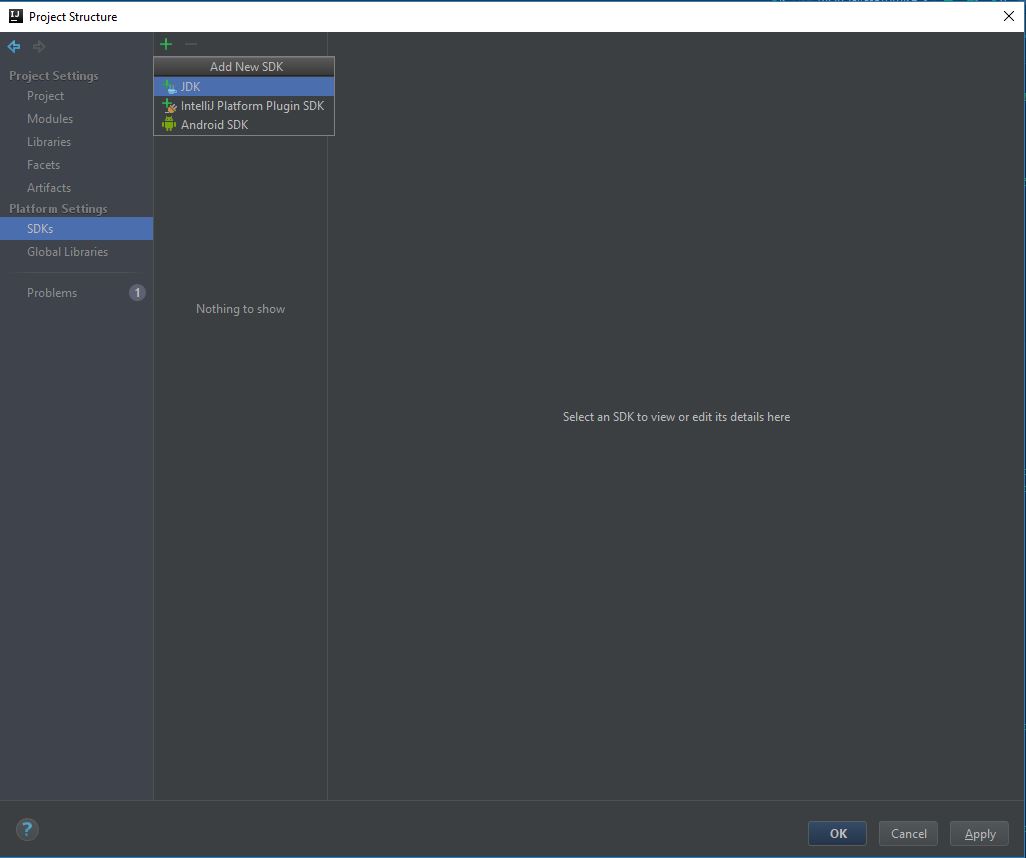 Project Structure
Project Settings
Project
Modules
Libraries
Facets
Artifacts
Platform Settings
SDKs
Global Libraries
Problems 1
Add New SDK
JDK
IntelliJ Platform Plugin SDK
Android SDK
Nothing to show
Select an SDK to view or edit its details here
?
OK Cancel Apply